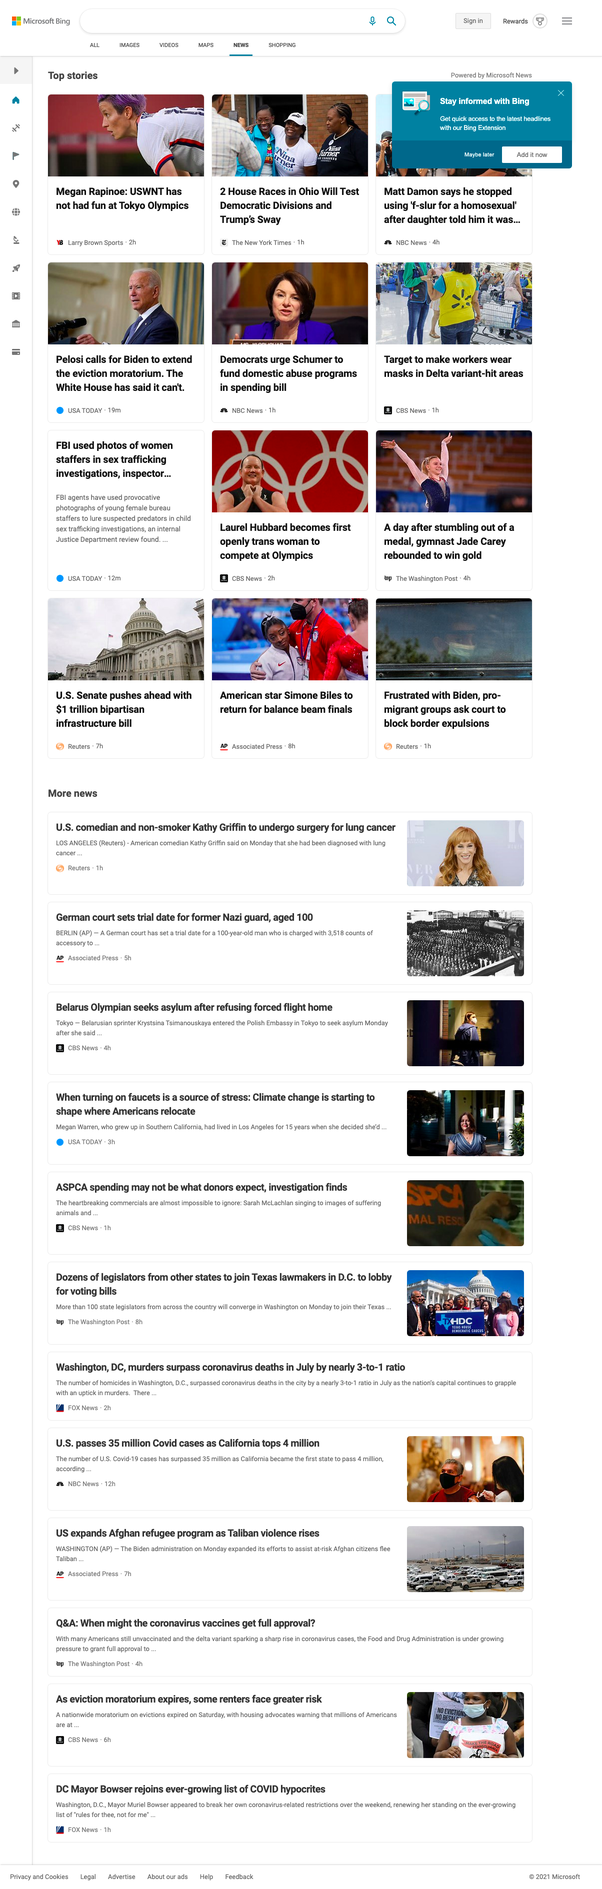 Microsoft Bing
Sign in
Rewards
ALL IMAGES VIDEOS MAPS NEWS SHOPPING
Top stories
Powered by Microsoft News
Stay informed with Bing
Get quick access to the latest headlines
with our Bing Extension
Maybe later
Add it now
Megan Rapinoe: USWNT has
not had fun at Tokyo Olympics
Larry Brown Sports · 2h
Nina Turner
2 House Races in Ohio Will Test
Democratic Divisions and
Trump's Sway
The New York Times · 1h
Matt Damon says he stopped
using 'f-slur for a homosexual'
after daughter told him it was...
NBC News · 4h
Pelosi calls for Biden to extend
the eviction moratorium. The
White House has said it can't.
USA TODAY · 19m
Democrats urge Schumer to
fund domestic abuse programs
in spending bill
NBC News · 1h
Target to make workers wear
masks in Delta variant-hit areas
CBS News · 1h
FBI used photos of women
staffers in sex trafficking
investigations, inspector...
FBI agents have used provocative
photographs of young female bureau
staffers to lure suspected predators in child
sex trafficking investigations, an internal
Justice Department review found. ...
USA TODAY · 12m
Laurel Hubbard becomes first
openly trans woman to
compete at Olympics
CBS News · 2h
A day after stumbling out of a
medal, gymnast Jade Carey
rebounded to win gold
The Washington Post · 4h
U.S. Senate pushes ahead with
$1 trillion bipartisan
infrastructure bill
Reuters · 7h
American star Simone Biles to
return for balance beam finals
AP
Associated Press · 8h
Frustrated with Biden, pro-
migrant groups ask court to
block border expulsions
Reuters · 1h
More news
U.S. comedian and non-smoker Kathy Griffin to undergo surgery for lung cancer
LOS ANGELES (Reuters) - American comedian Kathy Griffin said on Monday that she had been diagnosed with lung
cancer ...
Reuters · 1h
German court sets trial date for former Nazi guard, aged 100
BERLIN (AP) — A German court has set a trial date for a 100-year-old man who is charged with 3,518 counts of
accessory to ...
AP
Associated Press · 5h
Belarus Olympian seeks asylum after refusing forced flight home
Tokyo — Belarusian sprinter Krystsina Tsimanouskaya entered the Polish Embassy in Tokyo to seek asylum Monday
after she said ...
CBS News · 4h
When turning on faucets is a source of stress: Climate change is starting to
shape where Americans relocate
Megan Warren, who grew up in Southern California, had lived in Los Angeles for 15 years when she decided she'd ...
USA TODAY · 3h
ASPCA spending may not be what donors expect, investigation finds
The heartbreaking commercials are almost impossible to ignore: Sarah McLachlan singing to images of suffering
animals and ...
CBS News · 1h
Dozens of legislators from other states to join Texas lawmakers in D.C. to lobby
for voting bills
More than 100 state legislators from across the country will converge in Washington on Monday to join their Texas ...
The Washington Post · 8h
HDC
Washington, DC, murders surpass coronavirus deaths in July by nearly 3-to-1 ratio
The number of homicides in Washington, D.C., surpassed coronavirus deaths in the city by a nearly 3-to-1 ratio in July as the nation's capital continues to grapple
with an uptick in murders. There ...
FOX News · 2h
U.S. passes 35 million Covid cases as California tops 4 million
The number of U.S. Covid-19 cases has surpassed 35 million as California became the first state to pass 4 million,
according ...
NBC News · 12h
US expands Afghan refugee program as Taliban violence rises
WASHINGTON (AP) — The Biden administration on Monday expanded its efforts to assist at-risk Afghan citizens flee
Taliban ...
AP
Associated Press · 7h
Q&A: When might the coronavirus vaccines get full approval?
With many Americans still unvaccinated and the delta variant sparking a sharp rise in coronavirus cases, the Food and Drug Administration is under growing
pressure to grant full approval to ...
The Washington Post · 4h
As eviction moratorium expires, some renters face greater risk
A nationwide moratorium on evictions expired on Saturday, with housing advocates warning that millions of Americans
are at ...
CBS News · 6h
DC Mayor Bowser rejoins ever-growing list of COVID hypocrites
Washington, D.C., Mayor Muriel Bowser appeared to break her own coronavirus-related restrictions over the weekend, renewing her standing on the ever-growing
list of "rules for thee, not for me" ...
FOX News · 1h
Privacy and Cookies Legal Advertise About our ads Help Feedback
© 2021 Microsoft